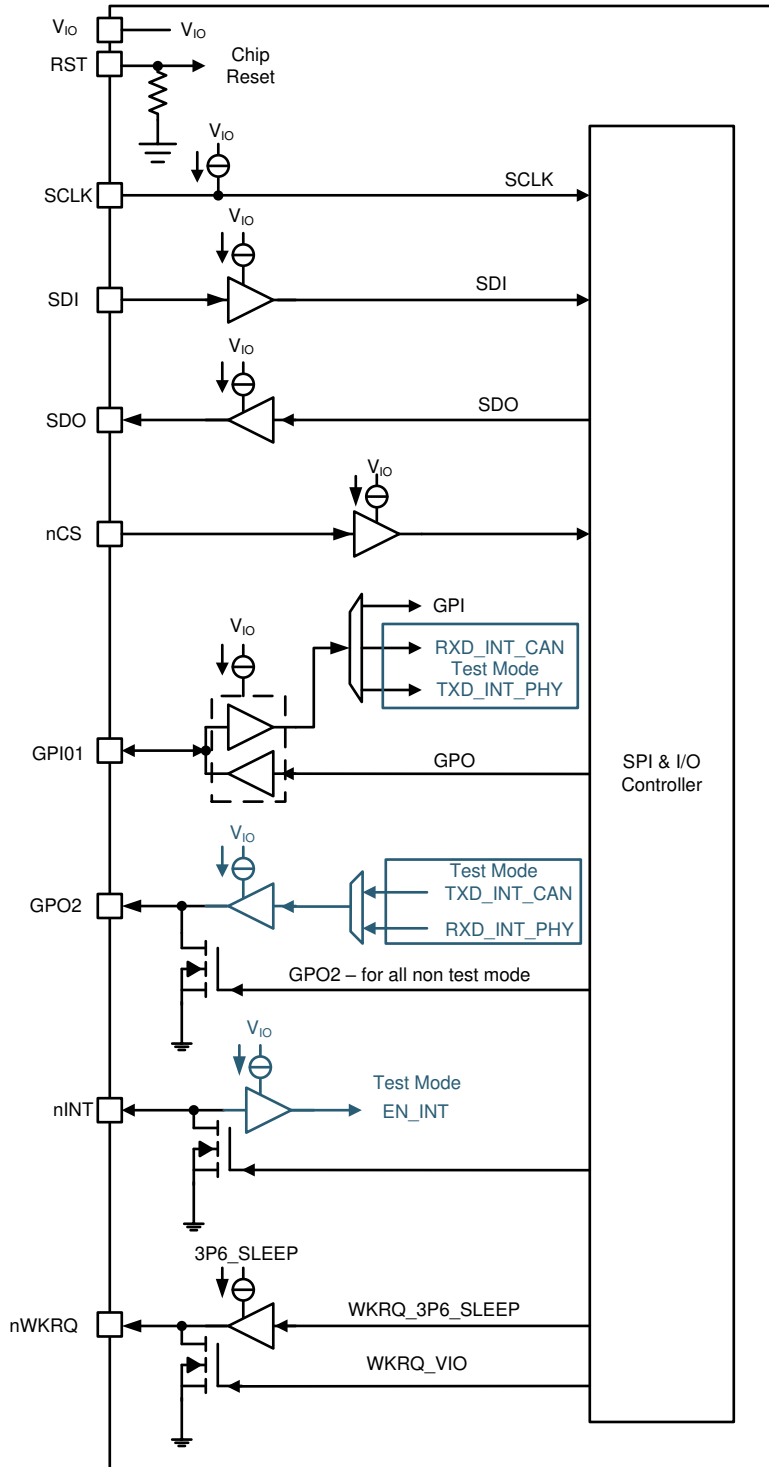 VIO
VIO
RST
Chip
Reset
VIO
SCLK
SCLK
VIO
SDI
SDI
VIO
SDO
SDO
VIO
nCS
GPI
VIO
RXD_INT_CAN
Test Mode
TXD_INT_PHY
GPI01
GPO
SPI & I/O
Controller
VIO
Test Mode
TXD_INT_CAN
GPO2
RXD_INT_PHY
GPO2 – for all non test mode
VIO
Test Mode
nINT
EN_INT
3P6_SLEEP
nWKRQ
WKRQ_3P6_SLEEP
WKRQ_VIO